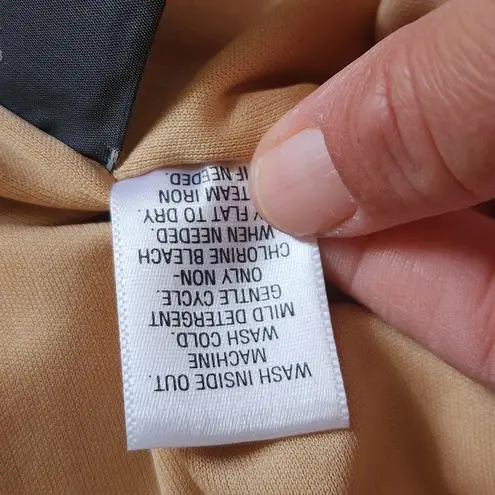 WASH INSIDE OUT.
MACHINE
WASH COLD.
MILD DETERGENT
GENTLE CYCLE.
ONLY NON-
CHLORINE BLEACH
WHEN NEEDED.
Y FLAT TO DRY.
TEAM IRON
IF NEEDED.